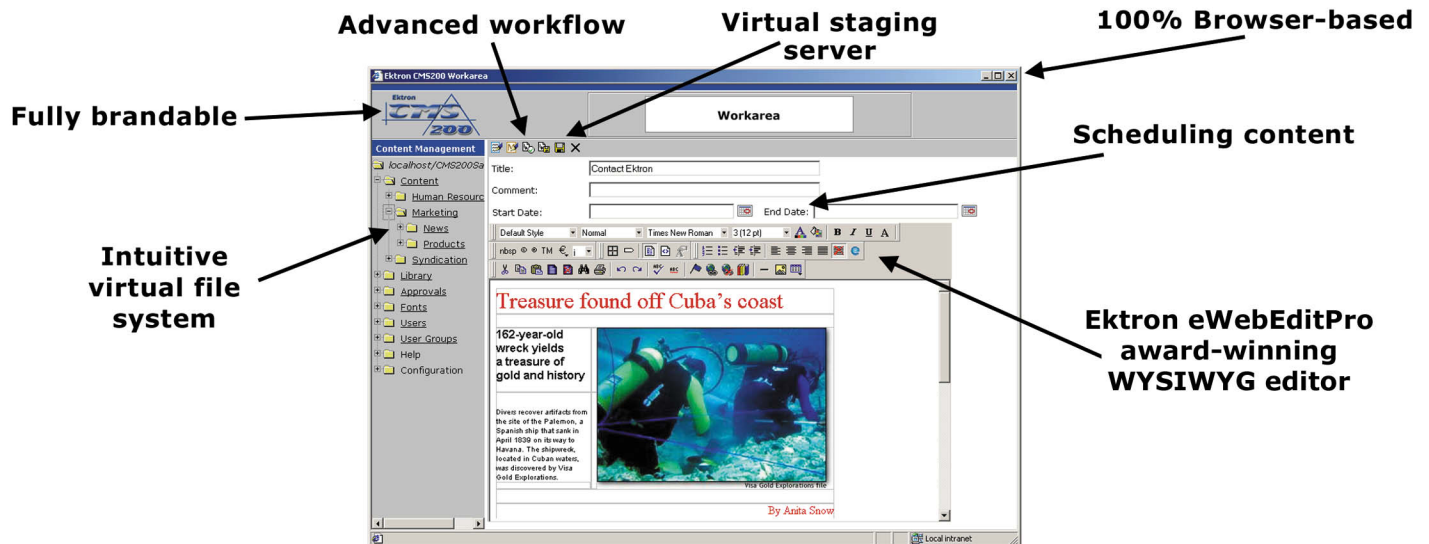 Advanced workflow
Virtual staging
server
100% Browser-based
Fully brandable
Scheduling content
Intuitive
virtual file
system
Ektron eWebEditPro
award-winning
WYSIWYG editor
Ektron CMS200 Workarea
Ektron
CMS
200
Workarea
Content Management
localhost/CMS200Sa
Content
Human Resourc
Marketing
News
Products
Syndication
Library
Approvals
Fonts
Users
User Groups
Help
Configuration
Title: Contact Ektron
Comment:
Start Date: End Date:
Default Style Normal Times New Roman 3 (12 pt) B I U A
nbsp © ® TM €
ABC ABC
Treasure found off Cuba's coast
162-year-old
wreck yields
a treasure of
gold and history
Divers recover artifacts from
the site of the Palemon, a
Spanish ship that sank in
April 1839 on its way to
Havana. The shipwreck,
located in Cuban waters,
was discovered by Visa
Gold Explorations.
Visa Gold Explorations file
By Anita Snow
Local intranet